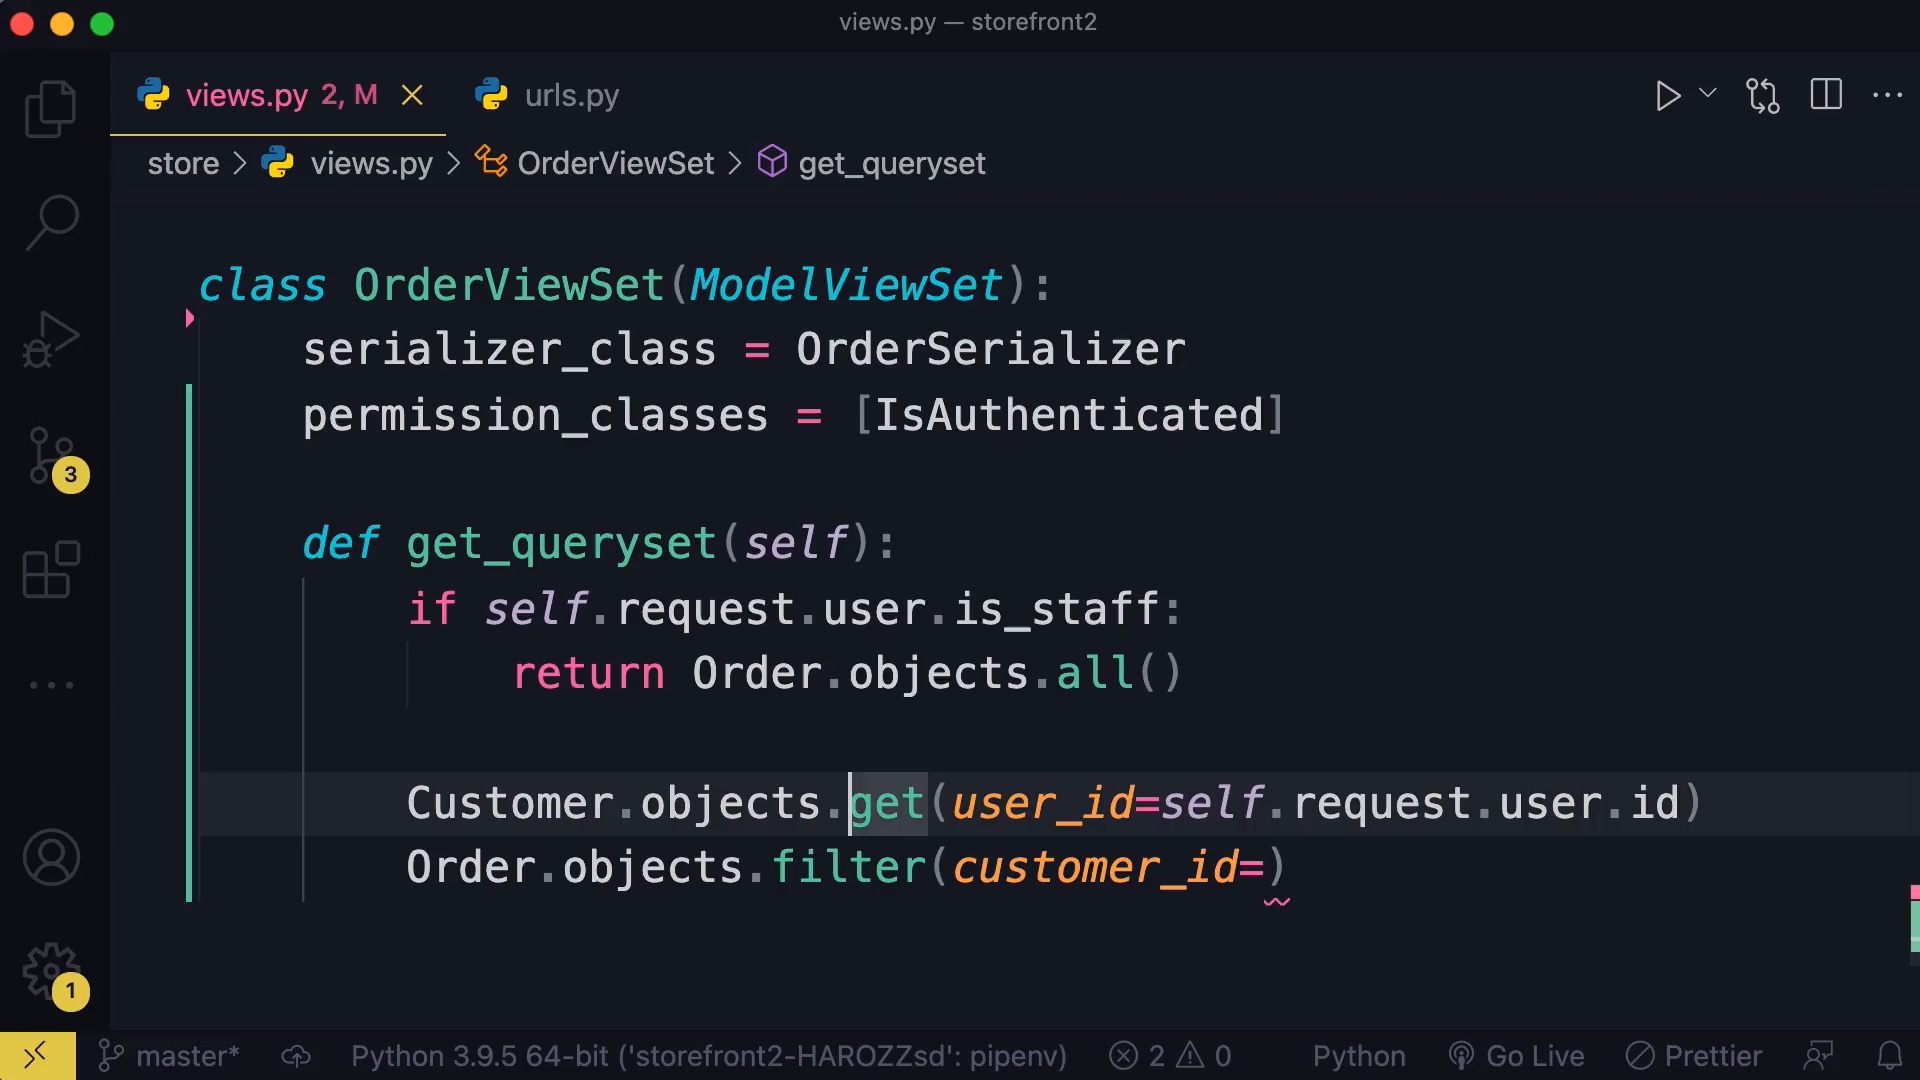 views.py — storefront2
views.py 2, M
urls.py
store > views.py > OrderViewSet > get_queryset
class OrderViewSet(ModelViewSet):
    serializer_class = OrderSerializer
    permission_classes = [IsAuthenticated]
    def get_queryset(self):
        if self.request.user.is_staff:
            return Order.objects.all()
        Customer.objects.get(user_id=self.request.user.id)
        Order.objects.filter(customer_id=)
3
1
master* Python 3.9.5 64-bit ('storefront2-HAROZZsd': pipenv) 2 0 Python Go Live Prettier